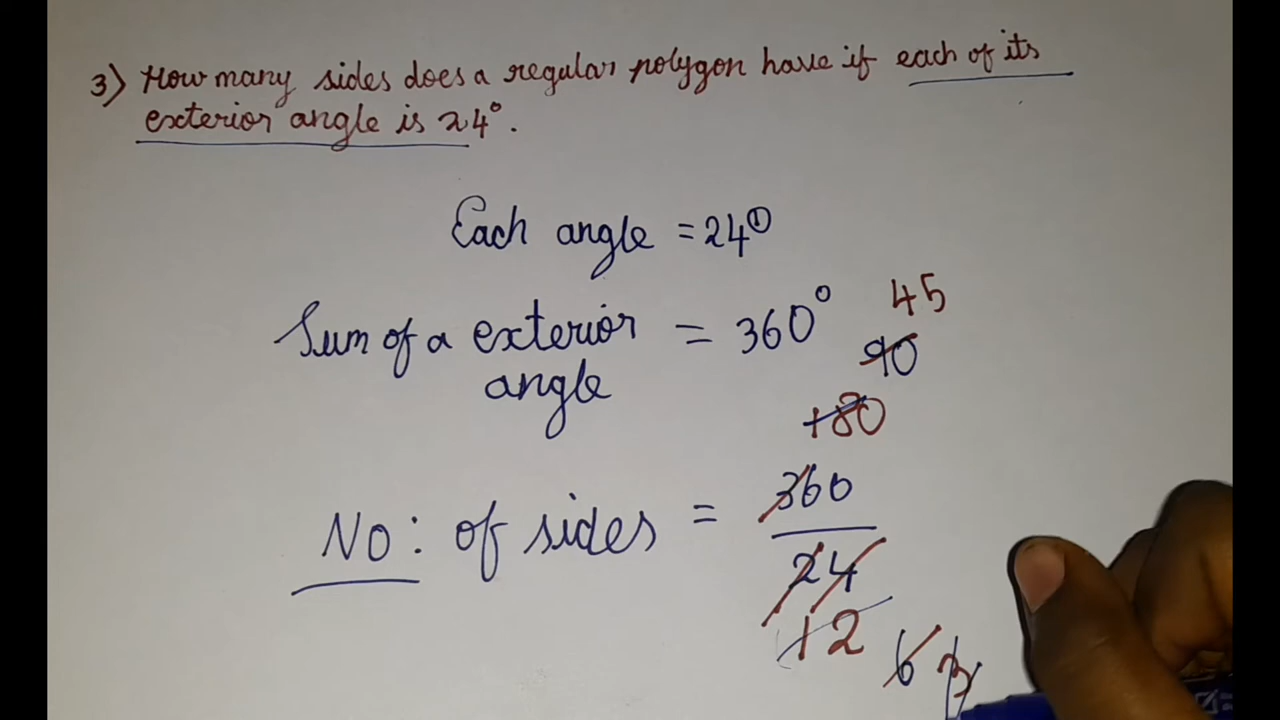 3) How many sides does a regular polygon have if each of its
exterior angle is 24°.
Each angle = 24°
Sum of a exterior = 360°
angle
45
90
180
No: of sides = 360
24
12
6 3